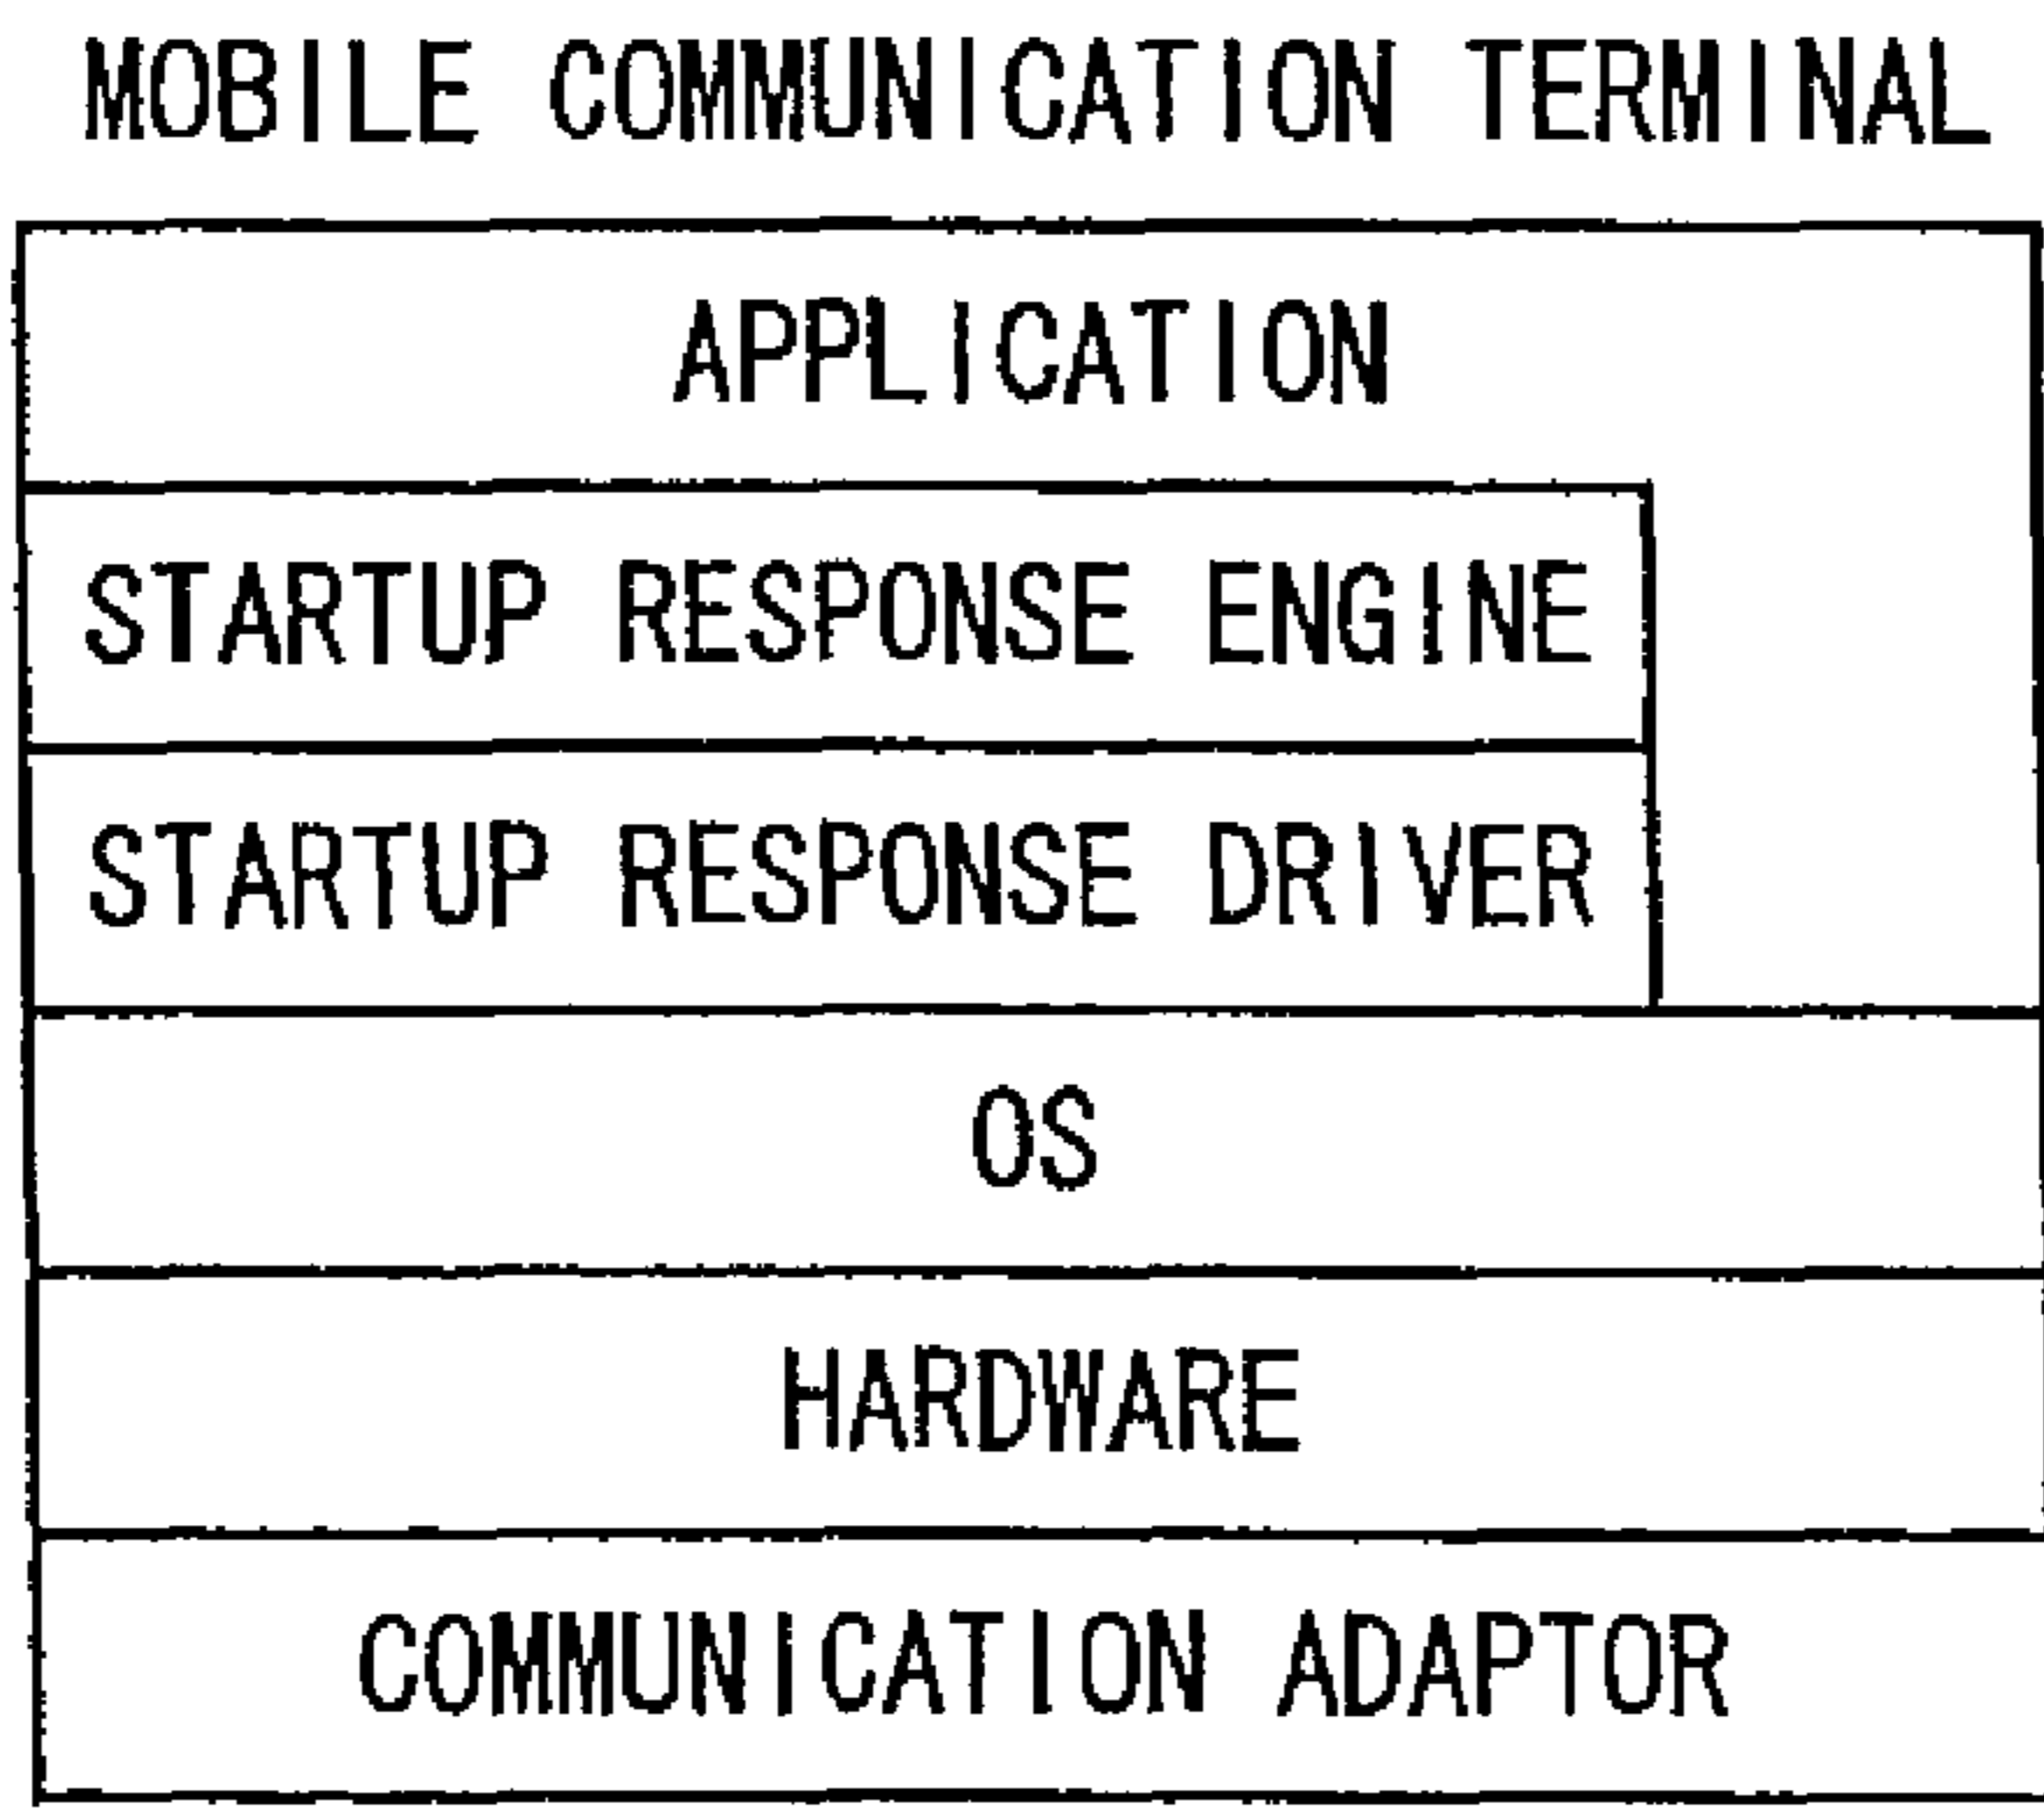 MOBILE COMMUNICATION TERMINAL
APPLICATION
STARTUP RESPONSE ENGINE
STARTUP RESPONSE DRIVER
OS
HARDWARE
COMMUNICATION ADAPTOR